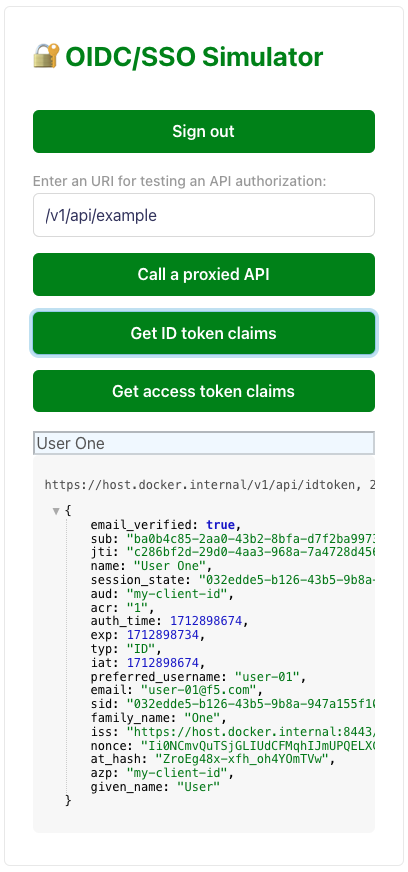 🔐 OIDC/SSO Simulator
Sign out
Enter an URI for testing an API authorization:
/v1/api/example
Call a proxied API
Get ID token claims
Get access token claims
User One
https://host.docker.internal/v1/api/idtoken, 2
▼ {
email_verified: true,
sub: "ba0b4c85-2aa0-43b2-8bfa-d7f2ba9973
jti: "c286bf2d-29d0-4aa3-968a-7a4728d456
name: "User One",
session_state: "032edde5-b126-43b5-9b8a-
aud: "my-client-id",
acr: "1",
auth_time: 1712898674,
exp: 1712898734,
typ: "ID",
iat: 1712898674,
preferred_username: "user-01",
email: "user-01@f5.com",
sid: "032edde5-b126-43b5-9b8a-947a155f10
family_name: "One",
iss: "https://host.docker.internal:8443/
nonce: "Ii0NCmvQuTSjGLIUdCFMqhIJmUPQELXC
at_hash: "ZroEg48x-xfh_oh4YOmTVw",
azp: "my-client-id",
given_name: "User"
}